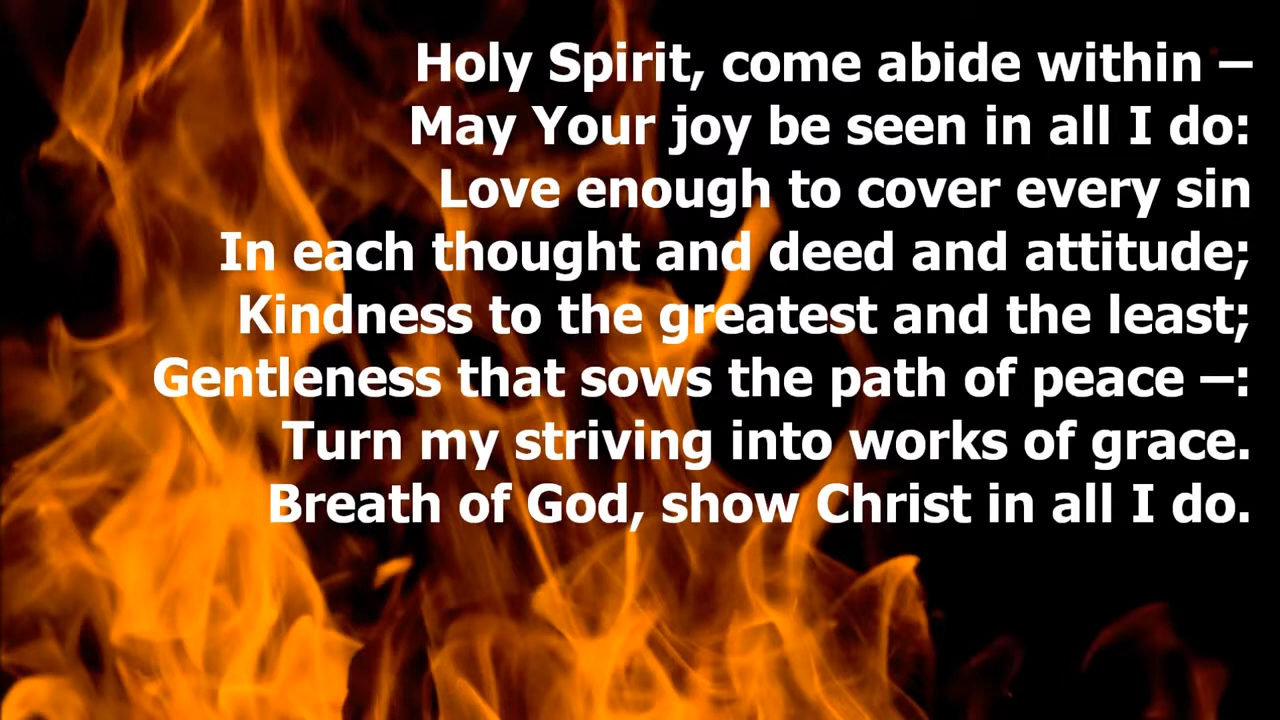 Holy Spirit, come abide within –
May Your joy be seen in all I do:
Love enough to cover every sin
In each thought and deed and attitude;
Kindness to the greatest and the least;
Gentleness that sows the path of peace –:
Turn my striving into works of grace.
Breath of God, show Christ in all I do.